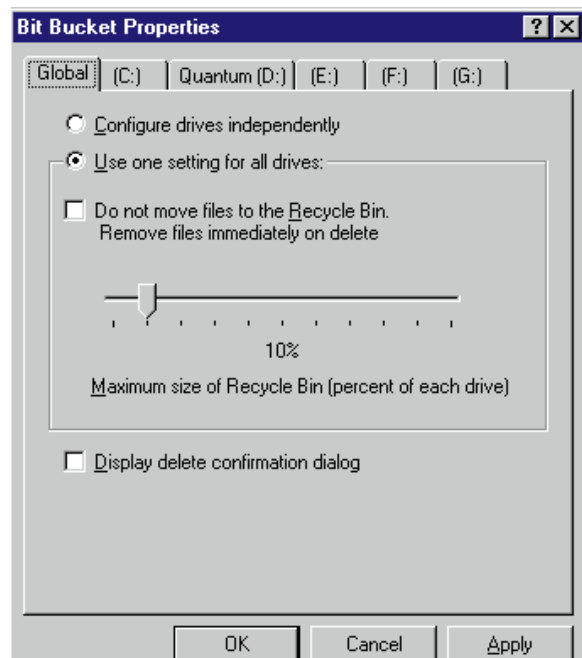 Bit Bucket Properties
Global (C:) Quantum (D:) (E:) (F:) (G:)
Configure drives independently
Use one setting for all drives:
Do not move files to the Recycle Bin.
Remove files immediately on delete
10%
Maximum size of Recycle Bin (percent of each drive)
Display delete confirmation dialog
OK Cancel Apply